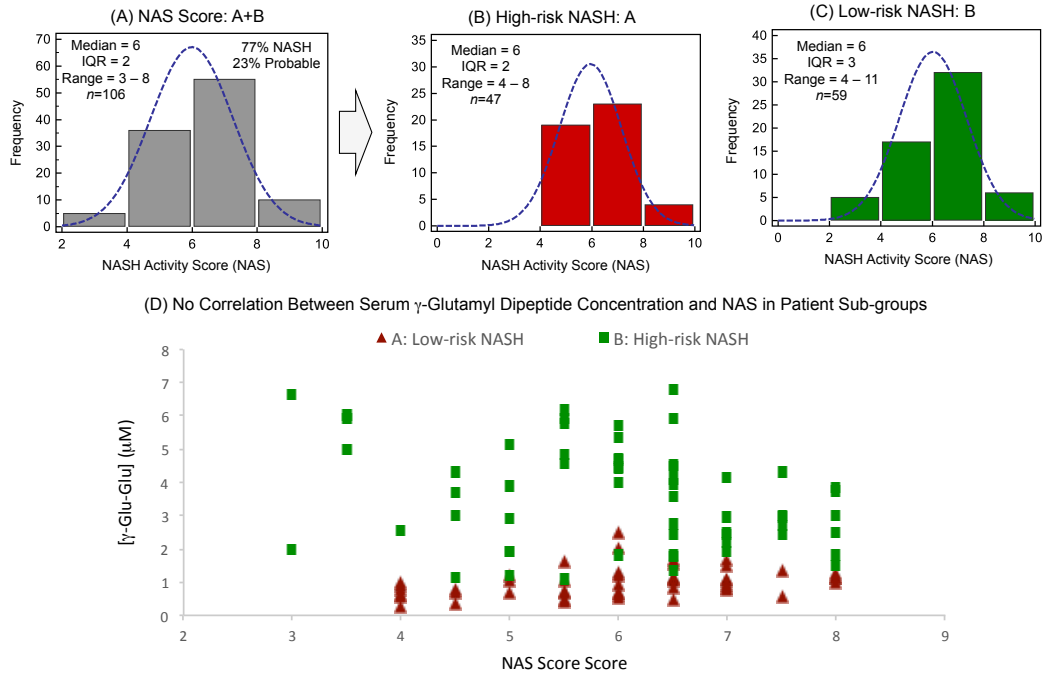 (A) NAS Score: A+B
Median = 6
IQR = 2
Range = 3 – 8
n=106
77% NASH
23% Probable
Frequency
70
60
50
40
30
20
10
0
2 4 6 8 10
NASH Activity Score (NAS)
(B) High-risk NASH: A
Median = 6
IQR = 2
Range = 4 – 8
n=47
Frequency
35
30
25
20
15
10
5
0
0 2 4 6 8 10
NASH Activity Score (NAS)
(C) Low-risk NASH: B
Median = 6
IQR = 3
Range = 4 – 11
n=59
Frequency
40
35
30
25
20
15
10
5
0
0 2 4 6 8 10
NASH Activity Score (NAS)
(D) No Correlation Between Serum γ-Glutamyl Dipeptide Concentration and NAS in Patient Sub-groups
A: Low-risk NASH B: High-risk NASH
[γ-Glu-Glu] (μM)
8
7
6
5
4
3
2
1
0
2 3 4 5 6 7 8 9
NAS Score Score